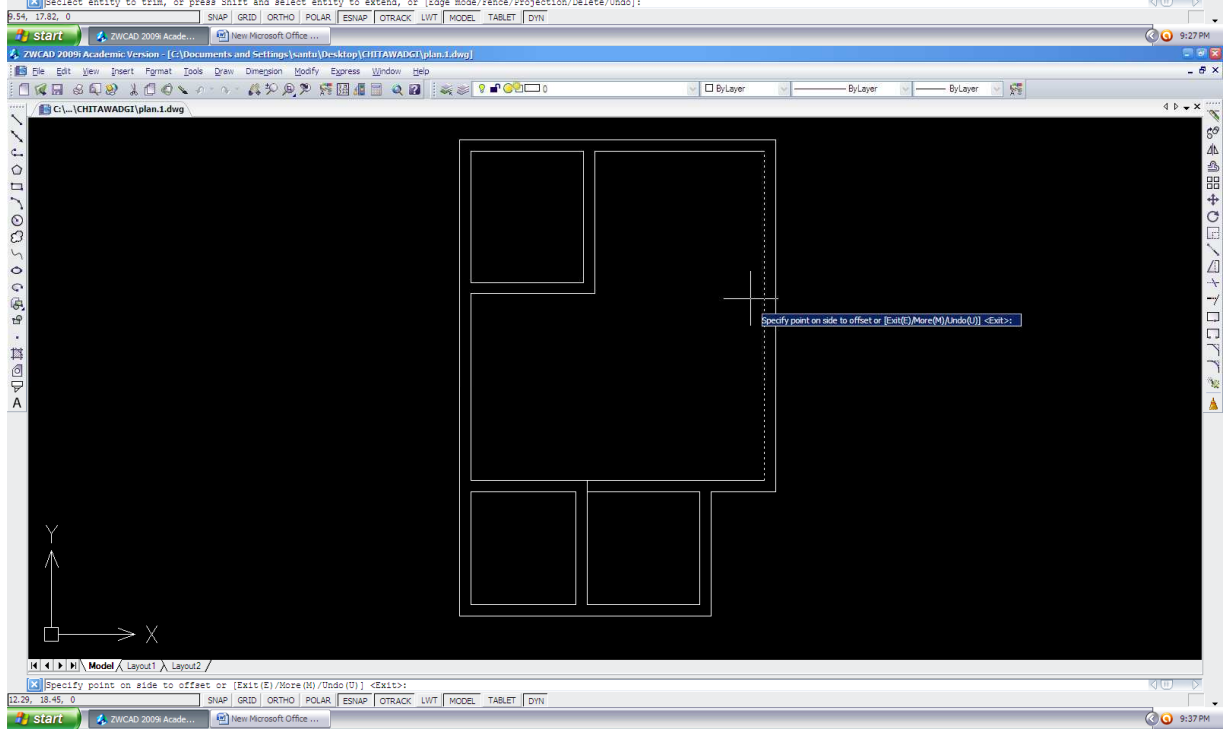 Seclect entity to trim, or press Shift and select entity to extend, or [Edge mode/Fence/Projection/Delete/Undo]:
9.54, 17.82, 0 SNAP GRID ORTHO POLAR ESNAP OTRACK LWT MODEL TABLET DYN
start ZWCAD 2009i Acade... New Microsoft Office ... 9:27 PM
ZWCAD 2009i Academic Version - [C:\Documents and Settings\santu\Desktop\CHITAWADGI\plan.1.dwg]
File Edit View Insert Format Tools Draw Dimension Modify Express Window Help
0 ByLayer ByLayer ByLayer
C:\...\CHITAWADGI\plan.1.dwg
A
Specify point on side to offset or [Exit(E)/More(M)/Undo(U)] <Exit>:
Y
X
Model Layout1 Layout2
Specify point on side to offset or [Exit(E)/More(M)/Undo(U)] <Exit>:
12.29, 18.45, 0 SNAP GRID ORTHO POLAR ESNAP OTRACK LWT MODEL TABLET DYN
start ZWCAD 2009i Acade... New Microsoft Office ... 9:37 PM